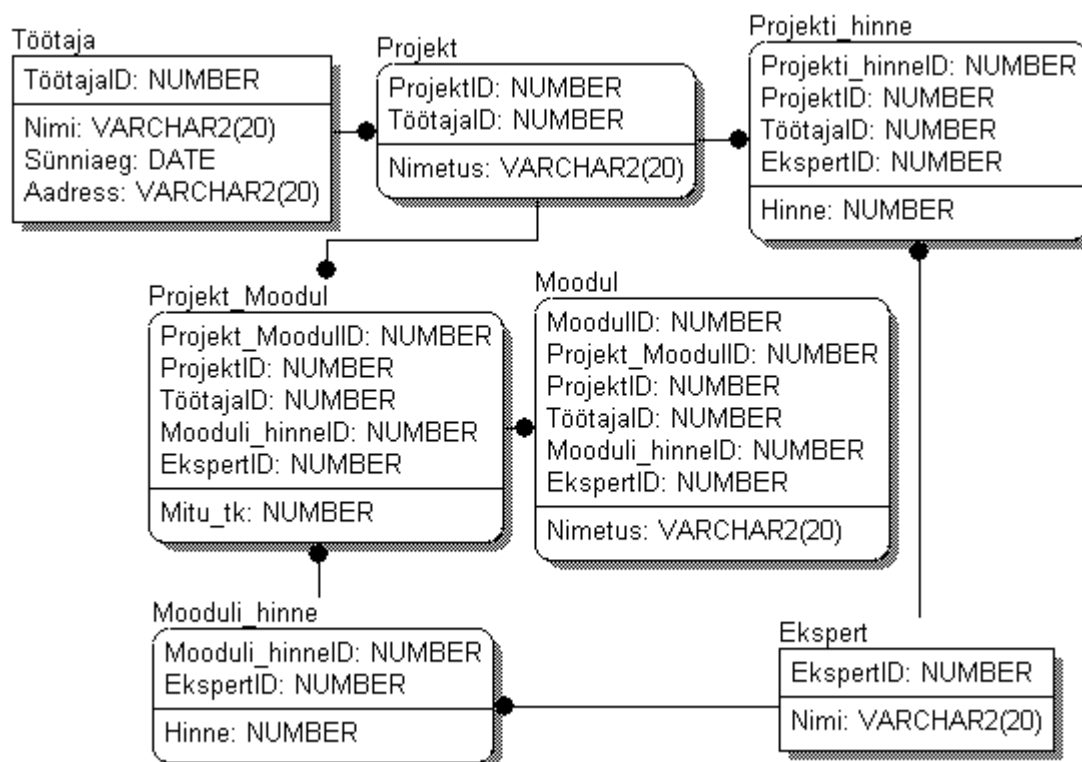 Töötaja
TöötajaID: NUMBER
Nimi: VARCHAR2(20)
Sünniaeg: DATE
Aadress: VARCHAR2(20)
Projekt
ProjektID: NUMBER
TöötajaID: NUMBER
Nimetus: VARCHAR2(20)
Projekti_hinne
Projekti_hinneID: NUMBER
ProjektID: NUMBER
TöötajaID: NUMBER
EkspertID: NUMBER
Hinne: NUMBER
Projekt_Moodul
Projekt_MoodulID: NUMBER
ProjektID: NUMBER
TöötajaID: NUMBER
Mooduli_hinneID: NUMBER
EkspertID: NUMBER
Mitu_tk: NUMBER
Moodul
MoodulID: NUMBER
Projekt_MoodulID: NUMBER
ProjektID: NUMBER
TöötajaID: NUMBER
Mooduli_hinneID: NUMBER
EkspertID: NUMBER
Nimetus: VARCHAR2(20)
Mooduli_hinne
Mooduli_hinneID: NUMBER
EkspertID: NUMBER
Hinne: NUMBER
Ekspert
EkspertID: NUMBER
Nimi: VARCHAR2(20)